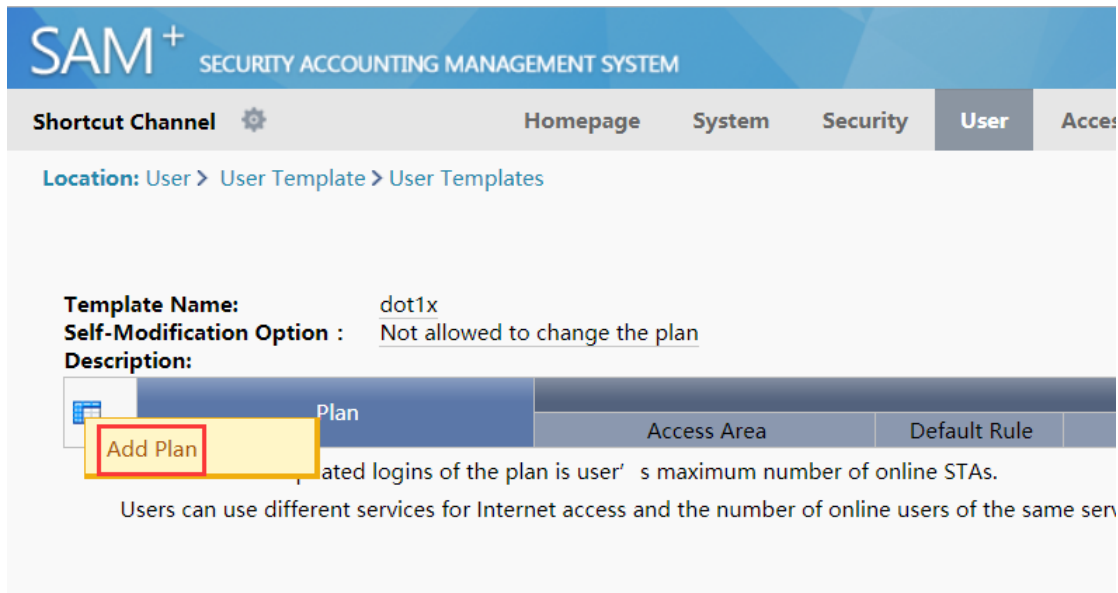 SAM+ SECURITY ACCOUNTING MANAGEMENT SYSTEM
Shortcut Channel Homepage System Security User
Location: User > User Template > User Templates
Template Name: dot1x
Self-Modification Option : Not allowed to change the plan
Description:
Plan
Access Area Default Rule
Add Plan
logins of the plan is user's maximum number of online STAs.
Users can use different services for Internet access and the number of online users of the same